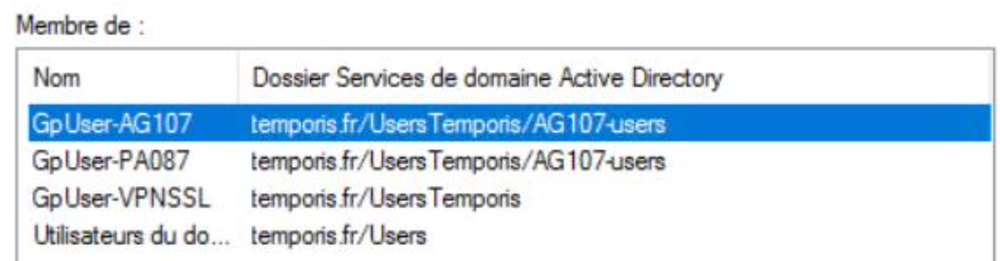 Membre de :
Nom Dossier Services de domaine Active Directory
GpUser-AG107 temporis.fr/UsersTemporis/AG107-users
GpUser-PA087 temporis.fr/UsersTemporis/AG107-users
GpUser-VPNSSL temporis.fr/UsersTemporis
Utilisateurs du do... temporis.fr/Users